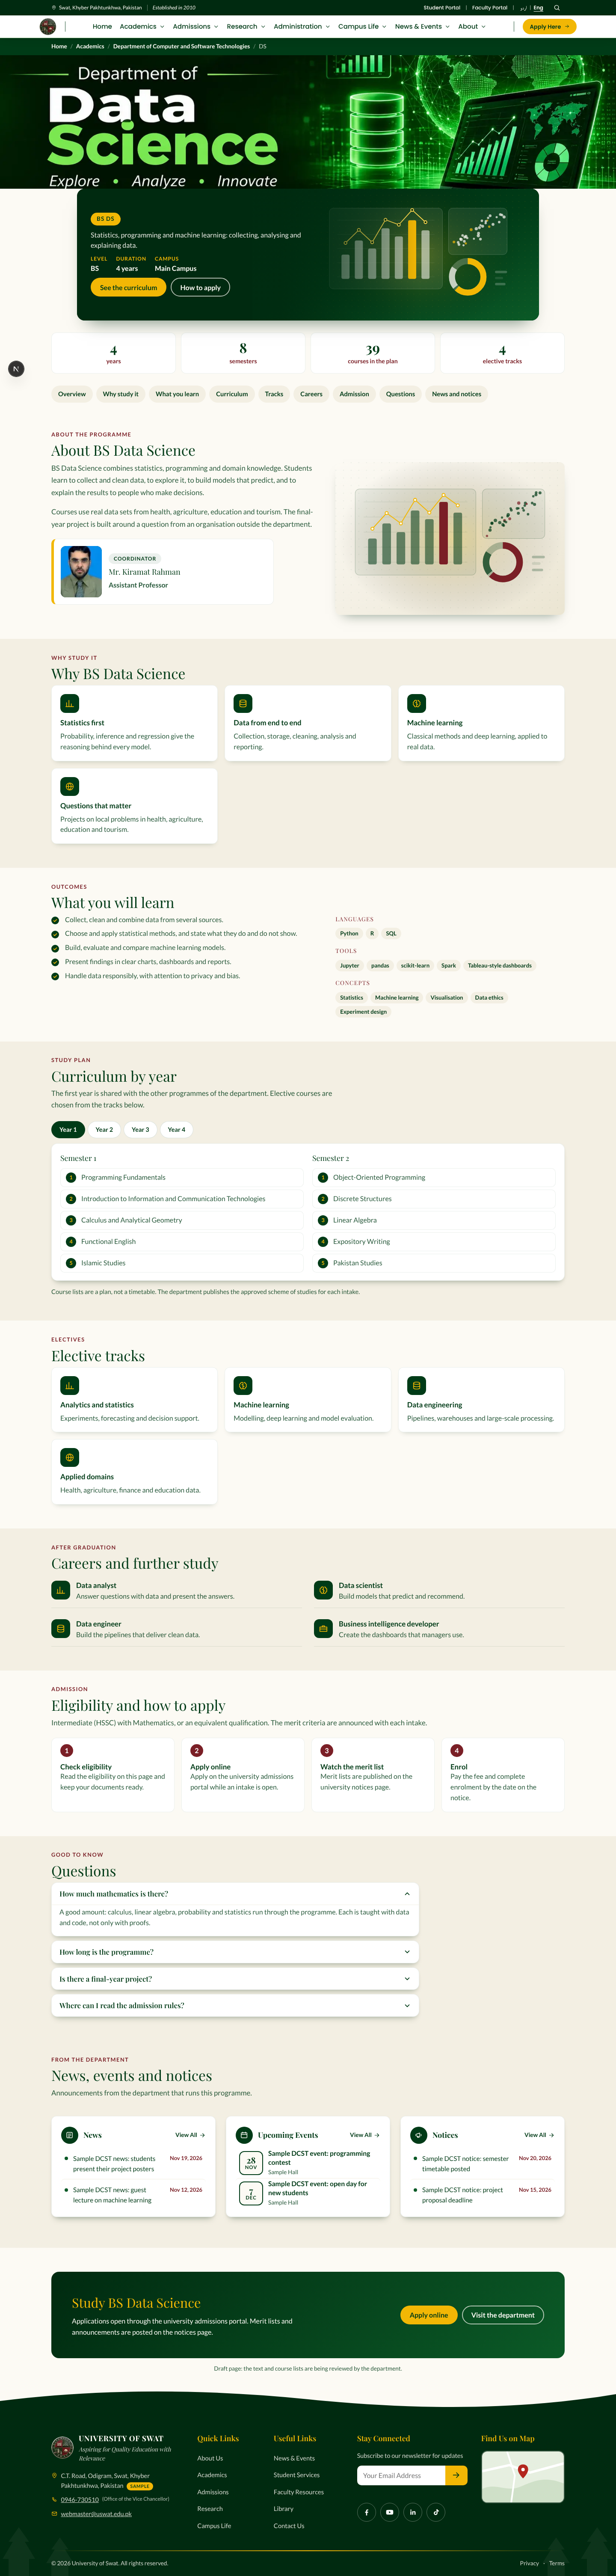 Swat, Khyber Pakhtunkhwa, Pakistan | Established in 2010
Student Portal | Faculty Portal | اردو | Eng
Home Academics Admissions Research Administration Campus Life News & Events About
Apply Here
Home / Academics / Department of Computer and Software Technologies / DS
Department of
Data
Science
Explore • Analyze • Innovate
BS DS
Statistics, programming and machine learning: collecting, analysing and
explaining data.
LEVEL DURATION CAMPUS
BS 4 years Main Campus
See the curriculum How to apply
4 8 39 4
years semesters courses in the plan elective tracks
N
Overview Why study it What you learn Curriculum Tracks Careers Admission Questions News and notices
ABOUT THE PROGRAMME
About BS Data Science
BS Data Science combines statistics, programming and domain knowledge. Students
learn to collect and clean data, to explore it, to build models that predict, and to
explain the results to people who make decisions.
Courses use real data sets from health, agriculture, education and tourism. The final-
year project is built around a question from an organisation outside the department.
COORDINATOR
Mr. Kiramat Rahman
Assistant Professor
WHY STUDY IT
Why BS Data Science
Statistics first
Probability, inference and regression give the
reasoning behind every model.
Data from end to end
Collection, storage, cleaning, analysis and
reporting.
Machine learning
Classical methods and deep learning, applied to
real data.
Questions that matter
Projects on local problems in health, agriculture,
education and tourism.
OUTCOMES
What you will learn
Collect, clean and combine data from several sources.
Choose and apply statistical methods, and state what they do and do not show.
Build, evaluate and compare machine learning models.
Present findings in clear charts, dashboards and reports.
Handle data responsibly, with attention to privacy and bias.
LANGUAGES
Python R SQL
TOOLS
Jupyter pandas scikit-learn Spark Tableau-style dashboards
CONCEPTS
Statistics Machine learning Visualisation Data ethics
Experiment design
STUDY PLAN
Curriculum by year
The first year is shared with the other programmes of the department. Elective courses are
chosen from the tracks below.
Year 1 Year 2 Year 3 Year 4
Semester 1
1 Programming Fundamentals
2 Introduction to Information and Communication Technologies
3 Calculus and Analytical Geometry
4 Functional English
5 Islamic Studies
Semester 2
1 Object-Oriented Programming
2 Discrete Structures
3 Linear Algebra
4 Expository Writing
5 Pakistan Studies
Course lists are a plan, not a timetable. The department publishes the approved scheme of studies for each intake.
ELECTIVES
Elective tracks
Analytics and statistics
Experiments, forecasting and decision support.
Machine learning
Modelling, deep learning and model evaluation.
Data engineering
Pipelines, warehouses and large-scale processing.
Applied domains
Health, agriculture, finance and education data.
AFTER GRADUATION
Careers and further study
Data analyst
Answer questions with data and present the answers.
Data scientist
Build models that predict and recommend.
Data engineer
Build the pipelines that deliver clean data.
Business intelligence developer
Create the dashboards that managers use.
ADMISSION
Eligibility and how to apply
Intermediate (HSSC) with Mathematics, or an equivalent qualification. The merit criteria are announced with each intake.
1
Check eligibility
Read the eligibility on this page and
keep your documents ready.
2
Apply online
Apply on the university admissions
portal while an intake is open.
3
Watch the merit list
Merit lists are published on the
university notices page.
4
Enrol
Pay the fee and complete
enrolment by the date on the
notice.
GOOD TO KNOW
Questions
How much mathematics is there?
A good amount: calculus, linear algebra, probability and statistics run through the programme. Each is taught with data
and code, not only with proofs.
How long is the programme?
Is there a final-year project?
Where can I read the admission rules?
FROM THE DEPARTMENT
News, events and notices
Announcements from the department that runs this programme.
News View All
Sample DCST news: students
present their project posters
Nov 19, 2026
Sample DCST news: guest
lecture on machine learning
Nov 12, 2026
Upcoming Events View All
28
NOV
Sample DCST event: programming
contest
Sample Hall
7
DEC
Sample DCST event: open day for
new students
Sample Hall
Notices View All
Sample DCST notice: semester
timetable posted
Nov 20, 2026
Sample DCST notice: project
proposal deadline
Nov 15, 2026
Study BS Data Science
Applications open through the university admissions portal. Merit lists and
announcements are posted on the notices page.
Apply online Visit the department
Draft page: the text and course lists are being reviewed by the department.
UNIVERSITY OF SWAT
Aspiring for Quality Education with
Relevance
C.T. Road, Odigram, Swat, Khyber
Pakhtunkhwa, Pakistan SAMPLE
0946-730510 (Office of the Vice Chancellor)
webmaster@uswat.edu.pk
Quick Links
About Us
Academics
Admissions
Research
Campus Life
Useful Links
News & Events
Student Services
Faculty Resources
Library
Contact Us
Stay Connected
Subscribe to our newsletter for updates
Your Email Address
Find Us on Map
© 2026 University of Swat. All rights reserved.
Privacy · Terms